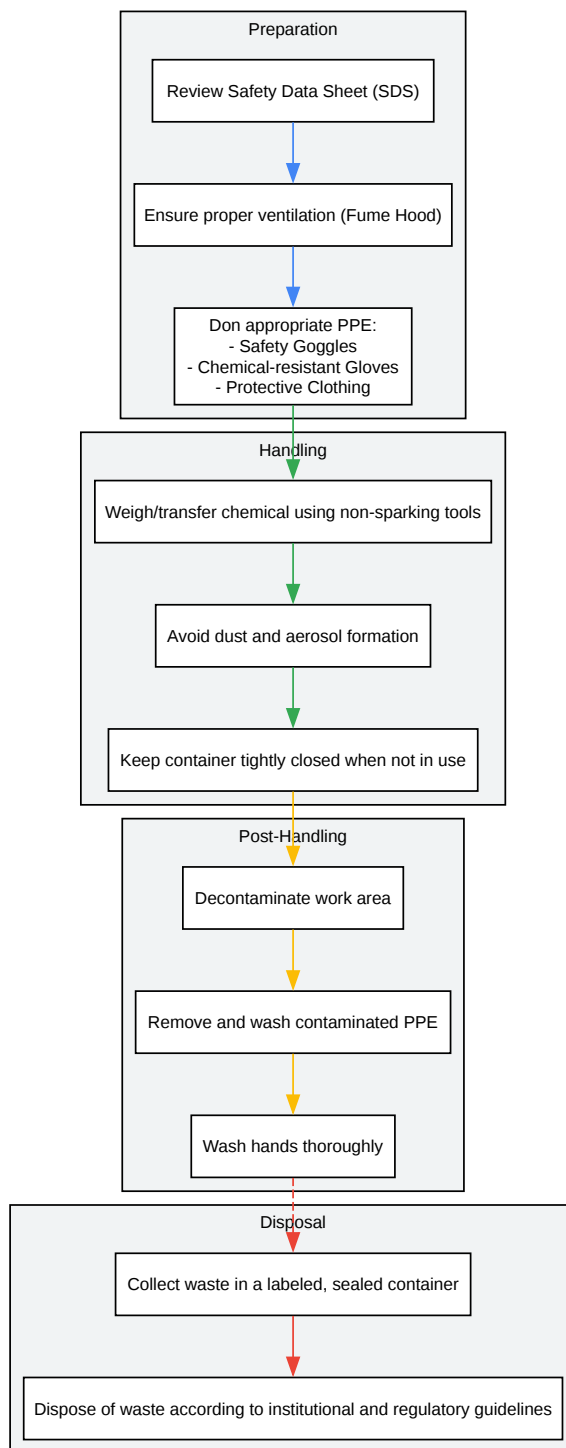 Preparation
Review Safety Data Sheet (SDS)
Ensure proper ventilation (Fume Hood)
Don appropriate PPE:
- Safety Goggles
- Chemical-resistant Gloves
- Protective Clothing
Handling
Weigh/transfer chemical using non-sparking tools
Avoid dust and aerosol formation
Keep container tightly closed when not in use
Post-Handling
Decontaminate work area
Remove and wash contaminated PPE
Wash hands thoroughly
Disposal
Collect waste in a labeled, sealed container
Dispose of waste according to institutional and regulatory guidelines